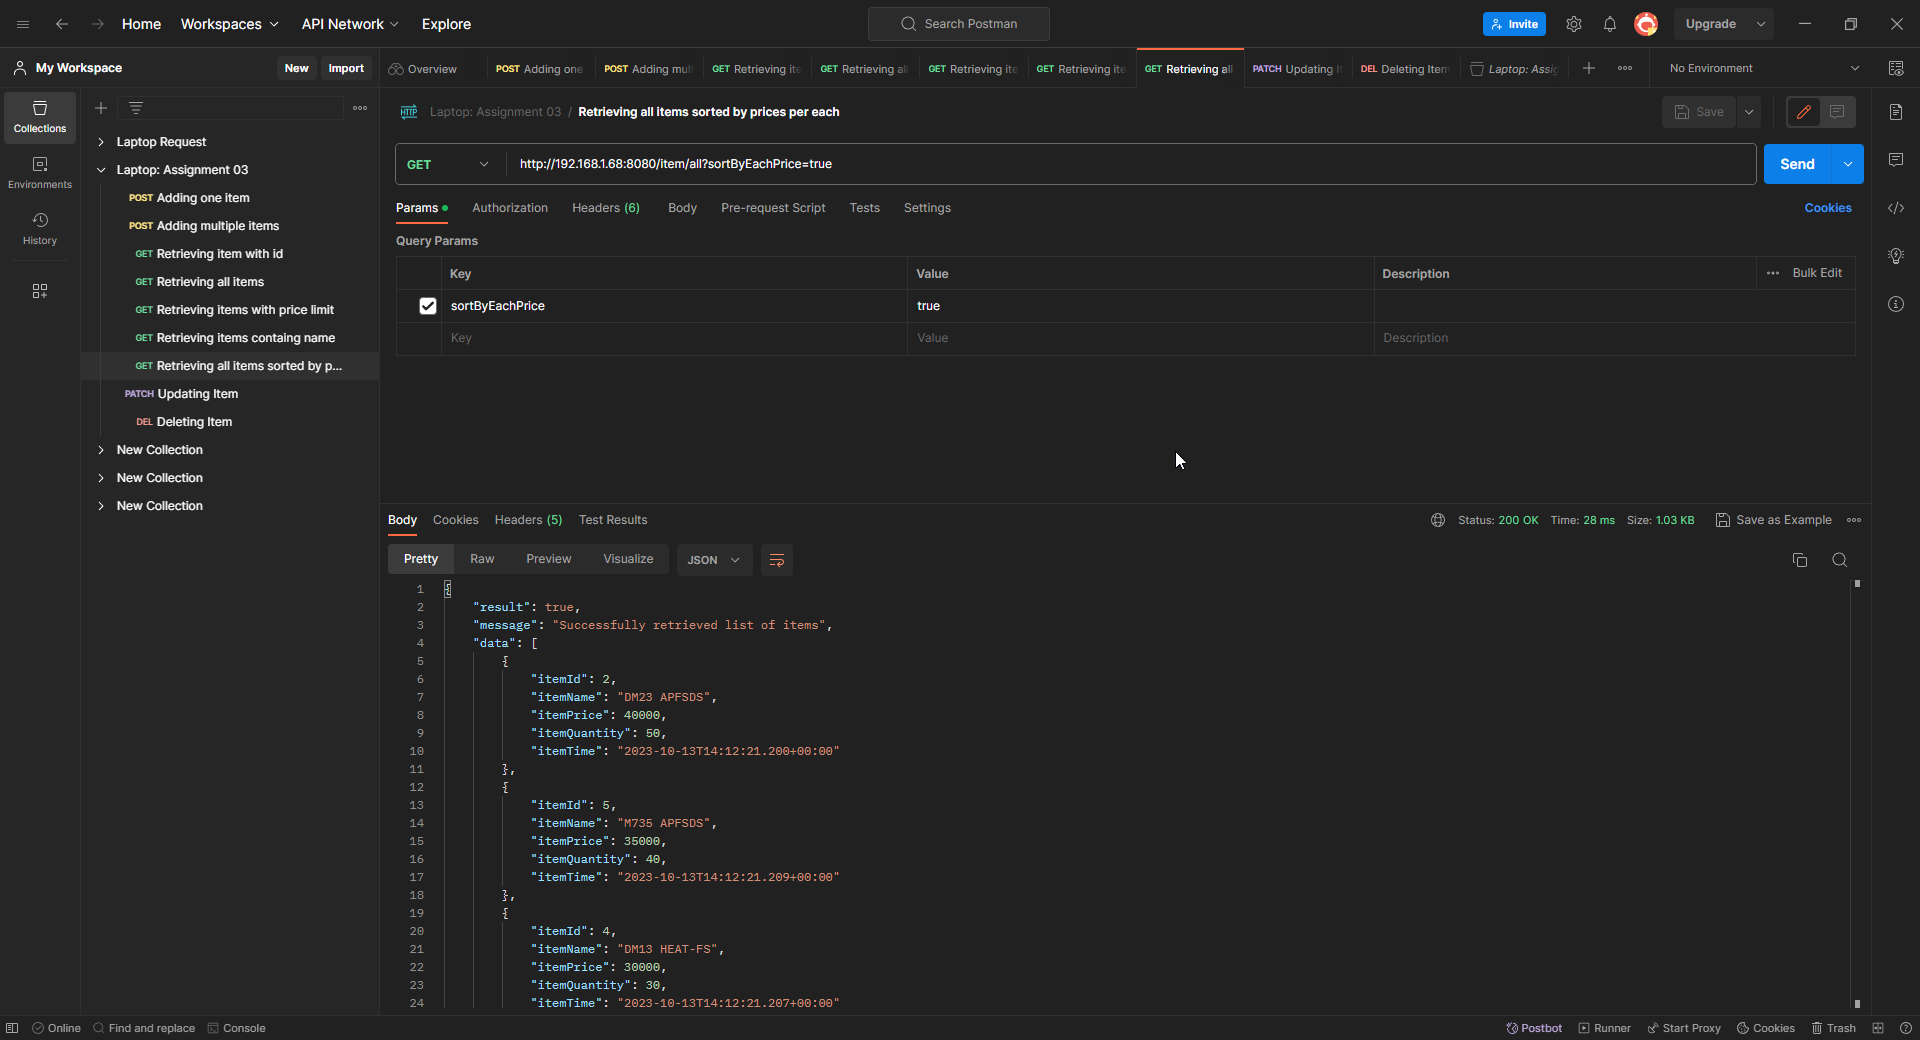 Home Workspaces API Network Explore Search Postman Invite Upgrade
My Workspace New Import Overview POST Adding one POST Adding mul GET Retrieving ite GET Retrieving al GET Retrieving ite GET Retrieving ite GET Retrieving al PATCH Updating I DEL Deleting Item Laptop: Assig No Environment
Collections
Environments
History
Laptop Request
Laptop: Assignment 03
POST Adding one item
POST Adding multiple items
GET Retrieving item with id
GET Retrieving all items
GET Retrieving items with price limit
GET Retrieving items containg name
GET Retrieving all items sorted by p...
PATCH Updating Item
DEL Deleting Item
New Collection
New Collection
New Collection
HTTP Laptop: Assignment 03 / Retrieving all items sorted by prices per each Save
GET http://192.168.1.68:8080/item/all?sortByEachPrice=true Send
Params Authorization Headers (6) Body Pre-request Script Tests Settings Cookies
Query Params
Key Value Description Bulk Edit
sortByEachPrice true
Key Value Description
Body Cookies Headers (5) Test Results Status: 200 OK Time: 28 ms Size: 1.03 KB Save as Example
Pretty Raw Preview Visualize JSON
1 {
2 "result": true,
3 "message": "Successfully retrieved list of items",
4 "data": [
5 {
6 "itemId": 2,
7 "itemName": "DM23 APFSDS",
8 "itemPrice": 40000,
9 "itemQuantity": 50,
10 "itemTime": "2023-10-13T14:12:21.200+00:00"
11 },
12 {
13 "itemId": 5,
14 "itemName": "M735 APFSDS",
15 "itemPrice": 35000,
16 "itemQuantity": 40,
17 "itemTime": "2023-10-13T14:12:21.209+00:00"
18 },
19 {
20 "itemId": 4,
21 "itemName": "DM13 HEAT-FS",
22 "itemPrice": 30000,
23 "itemQuantity": 30,
24 "itemTime": "2023-10-13T14:12:21.207+00:00"
Online Find and replace Console Postbot Runner Start Proxy Cookies Trash